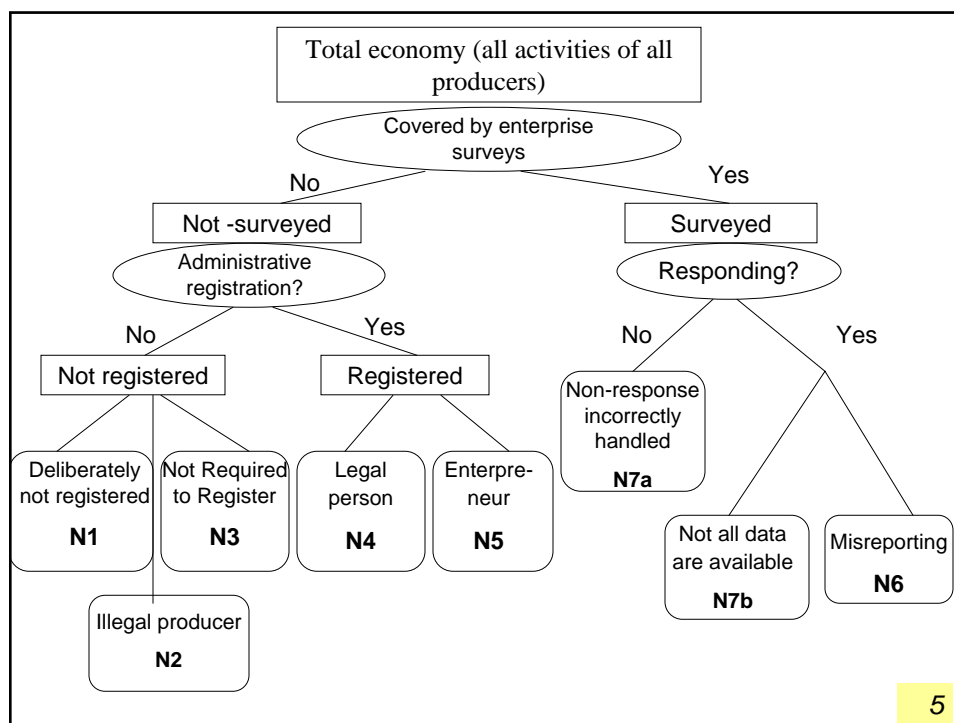 Total economy (all activities of all
producers)
Covered by enterprise
surveys
No
Yes
Not -surveyed
Surveyed
Administrative
registration?
Responding?
No
Yes
No
Yes
Not registered
Registered
Non-response
incorrectly
handled
N7a
Deliberately
not registered
N1
Not Required
to Register
N3
Legal
person
N4
Enterpre-
neur
N5
Not all data
are available
N7b
Misreporting
N6
Illegal producer
N2
5